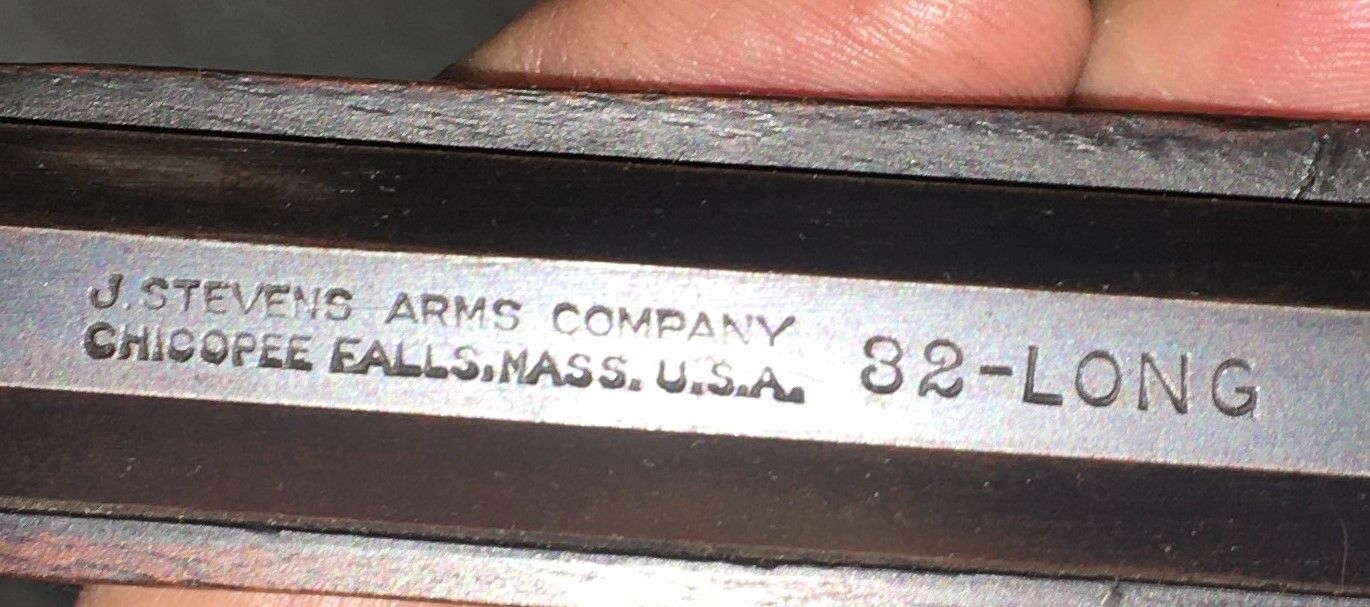 J. STEVENS ARMS COMPANY
CHICOPEE FALLS, MASS. U.S.A.
32-LONG